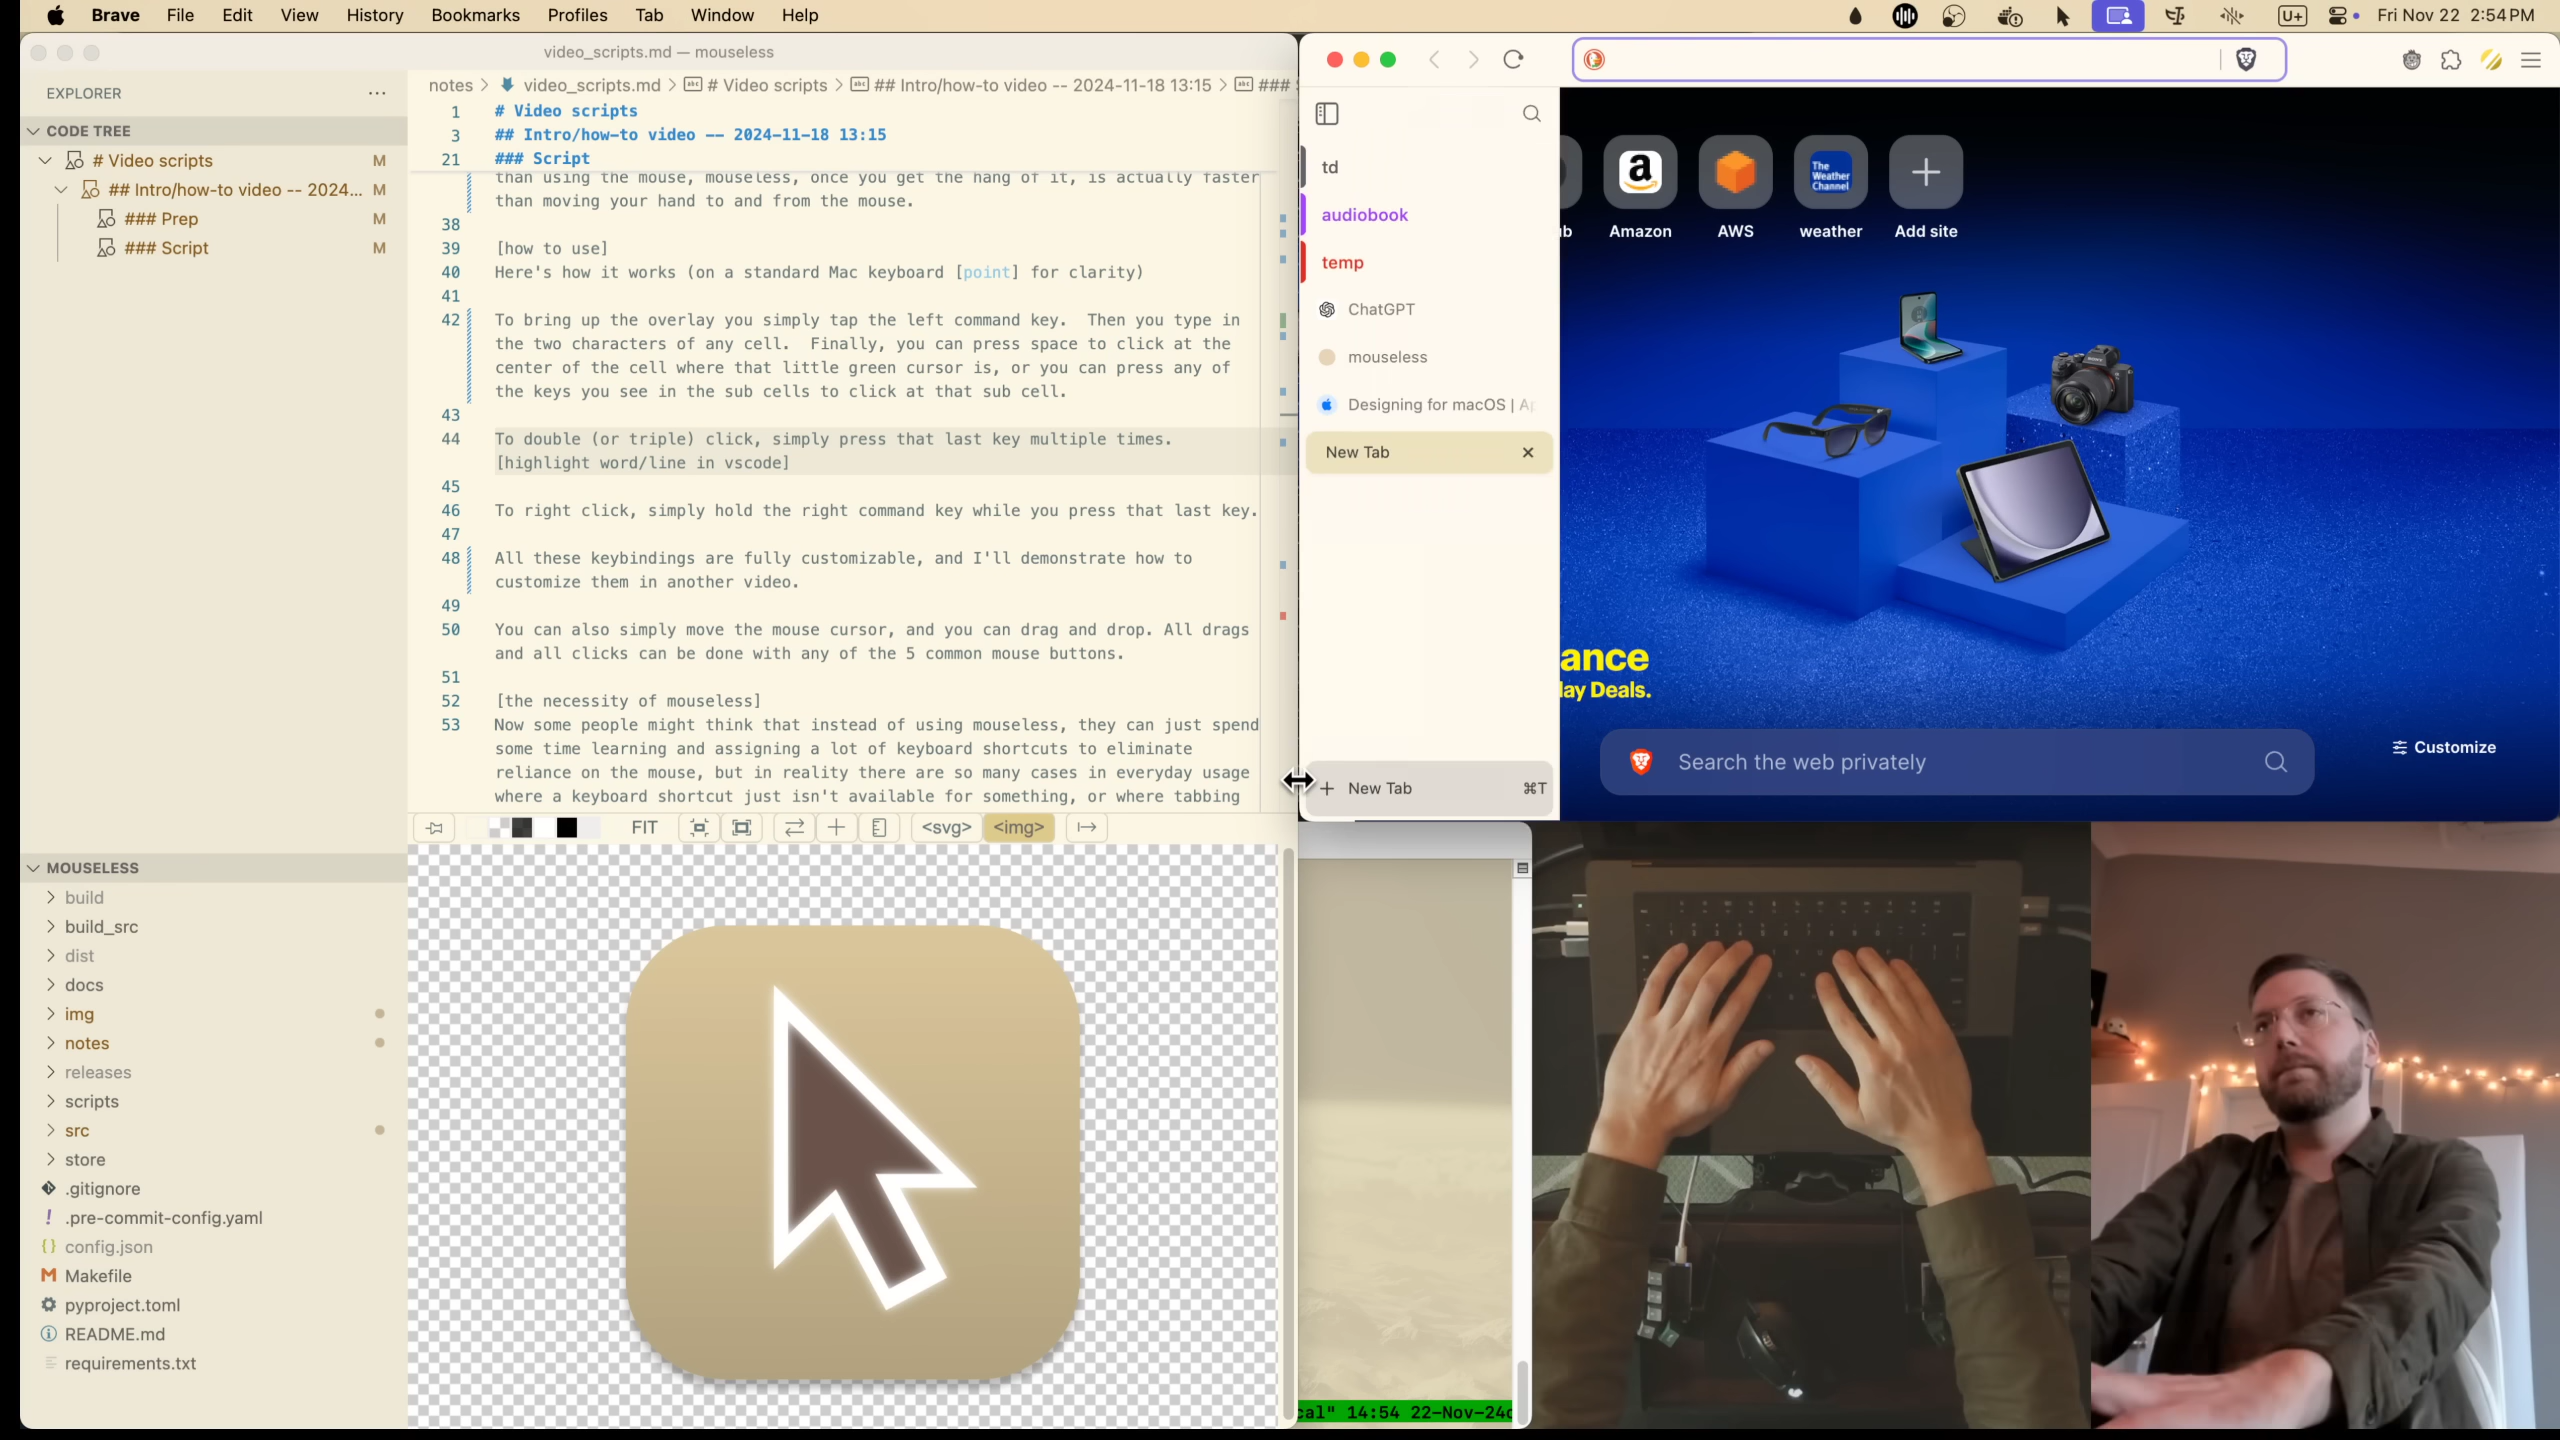 Brave File Edit View History Bookmarks Profiles Tab Window Help
U+ Fri Nov 22 2:54 PM
video_scripts.md — mouseless
EXPLORER
CODE TREE
# Video scripts M
## Intro/how-to video -- 2024... M
### Prep M
### Script M
notes > video_scripts.md > # Video scripts > ## Intro/how-to video -- 2024-11-18 13:15 > ###
1 # Video scripts
3 ## Intro/how-to video -- 2024-11-18 13:15
21 ### Script
than using the mouse, mouseless, once you get the hang of it, is actually faster
than moving your hand to and from the mouse.
38
39 [how to use]
40 Here's how it works (on a standard Mac keyboard [point] for clarity)
41
42 To bring up the overlay you simply tap the left command key.  Then you type in
the two characters of any cell.  Finally, you can press space to click at the
center of the cell where that little green cursor is, or you can press any of
the keys you see in the sub cells to click at that sub cell.
43
44 To double (or triple) click, simply press that last key multiple times.
[highlight word/line in vscode]
45
46 To right click, simply hold the right command key while you press that last key.
47
48 All these keybindings are fully customizable, and I'll demonstrate how to
customize them in another video.
49
50 You can also simply move the mouse cursor, and you can drag and drop. All drags
and all clicks can be done with any of the 5 common mouse buttons.
51
52 [the necessity of mouseless]
53 Now some people might think that instead of using mouseless, they can just spend
some time learning and assigning a lot of keyboard shortcuts to eliminate
reliance on the mouse, but in reality there are so many cases in everyday usage
where a keyboard shortcut just isn't available for something, or where tabbing
FIT <svg> <img>
MOUSELESS
build
build_src
dist
docs
img
notes
releases
scripts
src
store
.gitignore
.pre-commit-config.yaml
config.json
Makefile
pyproject.toml
README.md
requirements.txt
td
audiobook
temp
ChatGPT
mouseless
Designing for macOS | Ap
New Tab
New Tab ⌘T
The
Weather
Channel
ub Amazon AWS weather Add site
ance
day Deals.
Search the web privately
Customize
cal" 14:54 22-Nov-24